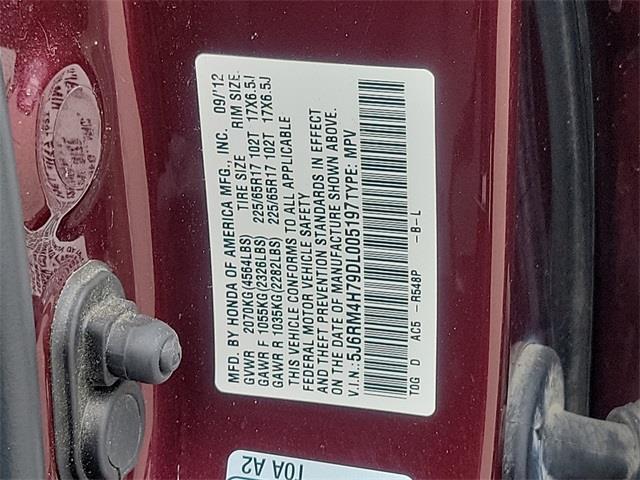 MFD. BY HONDA OF AMERICA MFG., INC. 09/'12
TIRE SIZE RIM SIZE
GVWR 2070KG(4564LBS)
GAWR F 1055KG(2326LBS) 225/65R17 102T 17X6.5J
GAWR R 1035KG(2282LBS) 225/65R17 102T 17X6.5J
THIS VEHICLE CONFORMS TO ALL APPLICABLE
FEDERAL MOTOR VEHICLE SAFETY
AND THEFT PREVENTION STANDARDS IN EFFECT
ON THE DATE OF MANUFACTURE SHOWN ABOVE.
V.I.N.:5J6RM4H79DL005197 TYPE: MPV
TOG D AC5 -R548P -B-L
TOA A2